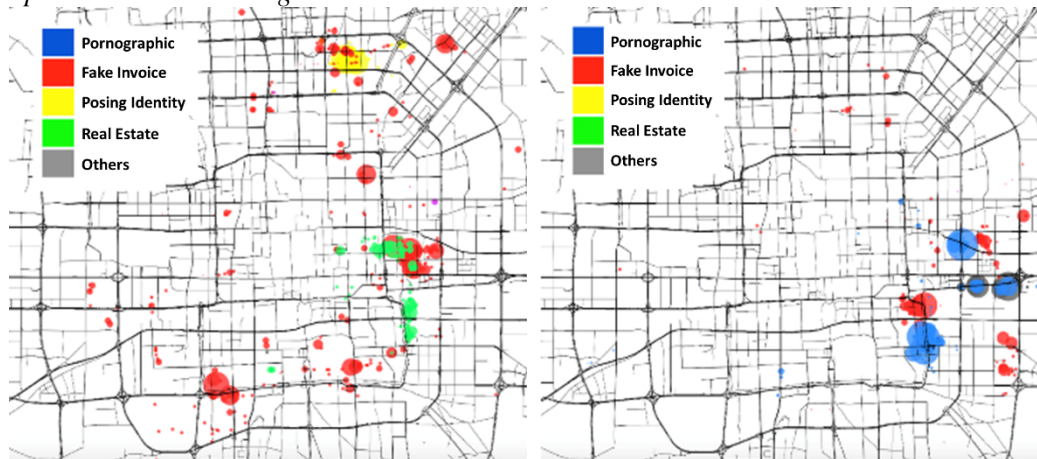 Pornographic
Fake Invoice
Posing Identity
Real Estate
Others
Pornographic
Fake Invoice
Posing Identity
Real Estate
Others